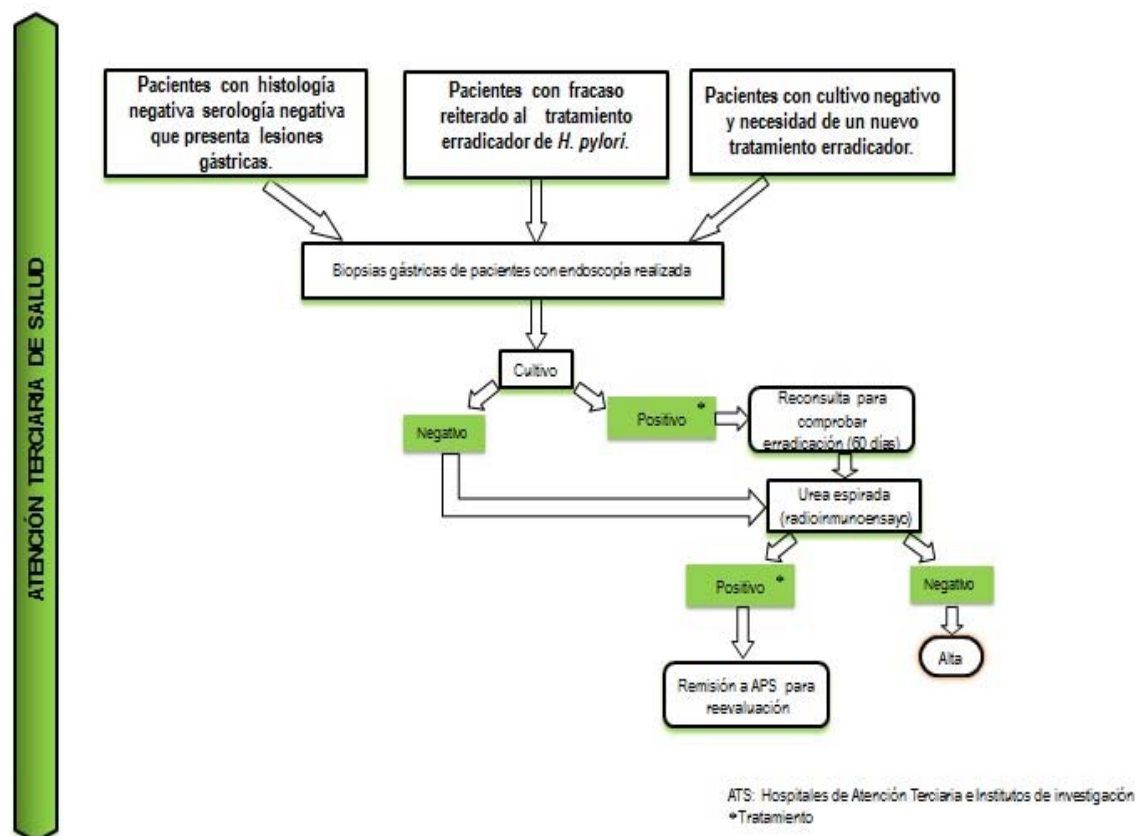 ATENCIÓN TERCIARIA DE SALUD
Pacientes con histología
negativa serología negativa
que presenta lesiones
gástricas.
Pacientes con fracaso
reiterado al tratamiento
erradicador de H. pylori.
Pacientes con cultivo negativo
y necesidad de un nuevo
tratamiento erradicador.
Biopsias gástricas de pacientes con endoscopía realizada
Cultivo
Negativo
Positivo *
Reconsulta para
comprobar
erradicación (60 días)
Urea espirada
(radioinmunoensayo)
Positivo *
Negativo
Remisión a APS para
reevaluación
Alta
ATS: Hospitales de Atención Terciaria e Institutos de investigación
*Tratamiento